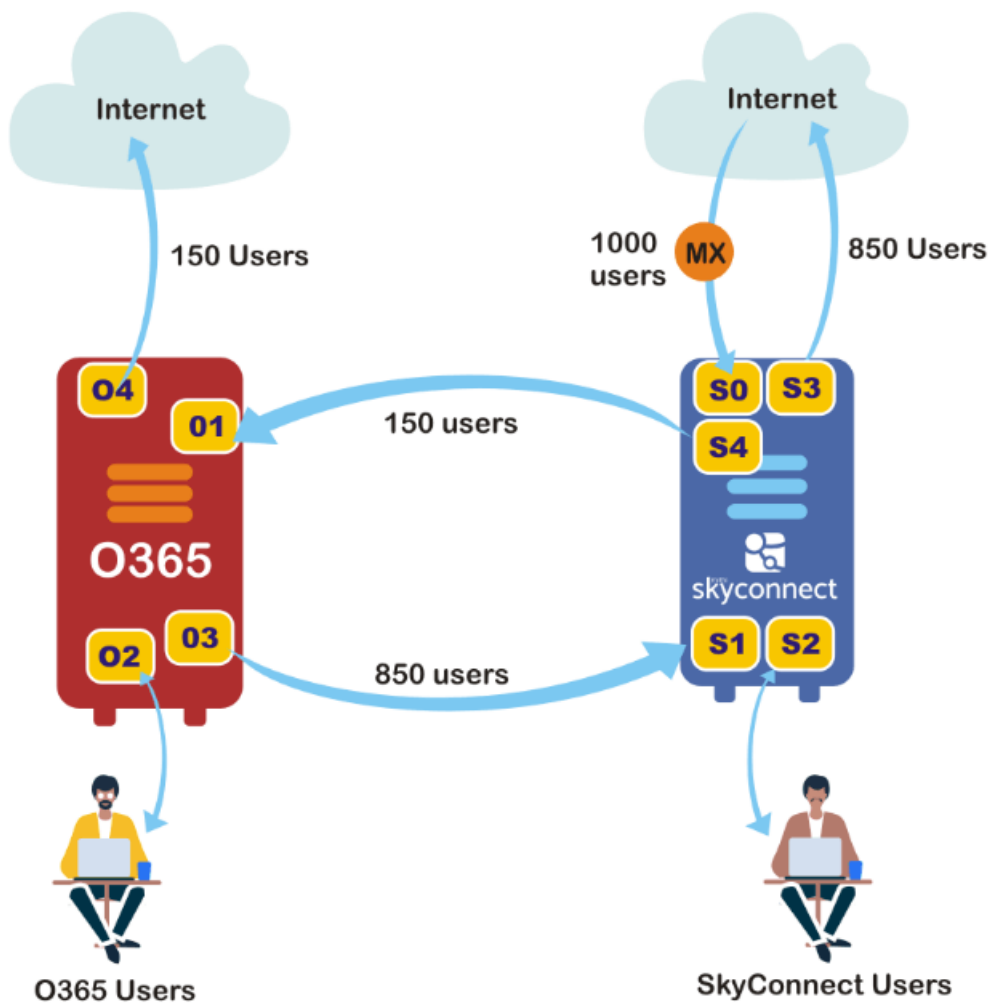 Internet
Internet
150 Users
1000
users
MX
850 Users
O4
01
150 users
S0
S3
S4
O365
skyconnect
O2
03
850 users
S1
S2
O365 Users
SkyConnect Users